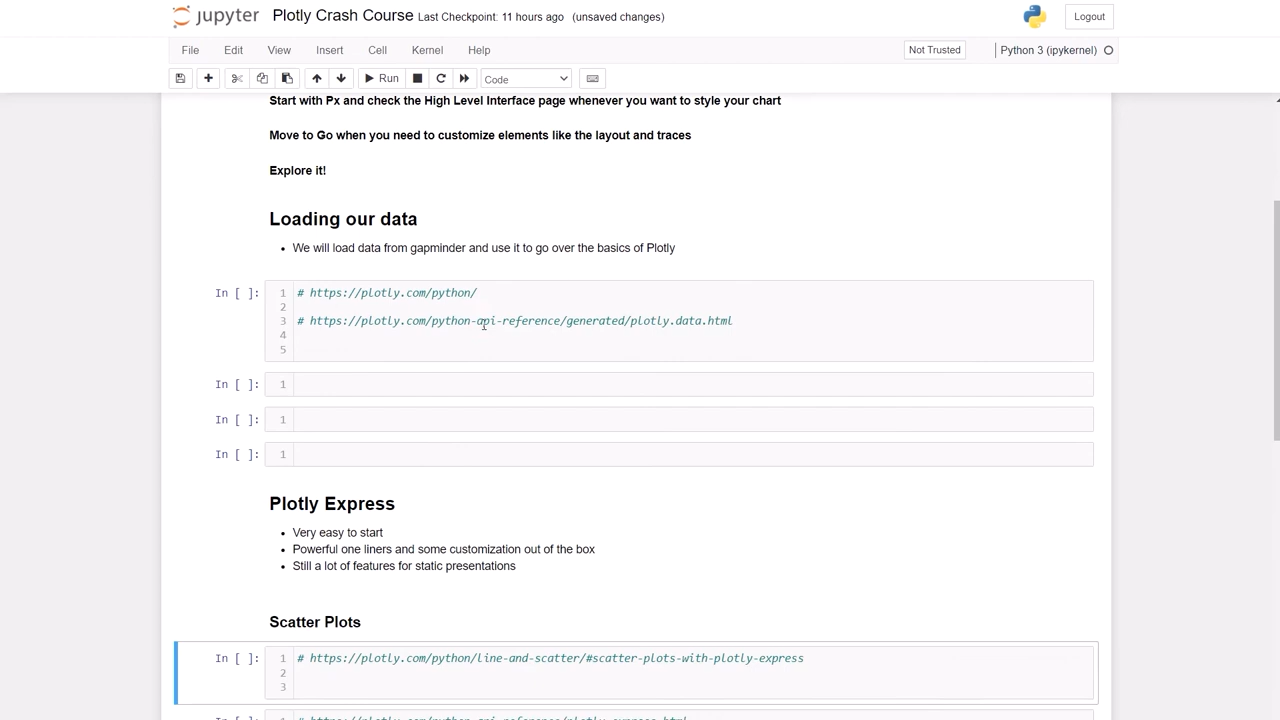 jupyter Plotly Crash Course Last Checkpoint: 11 hours ago (unsaved changes) Logout
File Edit View Insert Cell Kernel Help Not Trusted Python 3 (ipykernel)
Run Code
Start with Px and check the High Level Interface page whenever you want to style your chart
Move to Go when you need to customize elements like the layout and traces
Explore it!
Loading our data
• We will load data from gapminder and use it to go over the basics of Plotly
In [ ]: 1 # https://plotly.com/python/
2
3 # https://plotly.com/python-api-reference/generated/plotly.data.html
4
5
In [ ]: 1
In [ ]: 1
In [ ]: 1
Plotly Express
• Very easy to start
• Powerful one liners and some customization out of the box
• Still a lot of features for static presentations
Scatter Plots
In [ ]: 1 # https://plotly.com/python/line-and-scatter/#scatter-plots-with-plotly-express
2
3